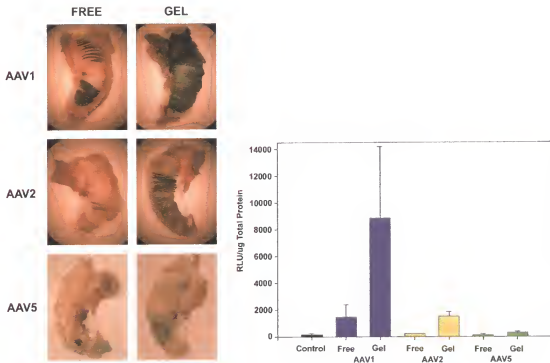 FREE GEL
AAV1
AAV2
AAV5
RLU/ug Total Protein
14000
12000
10000
8000
6000
4000
2000
0
Control Free Gel Free Gel Free Gel
AAV1 AAV2 AAV5